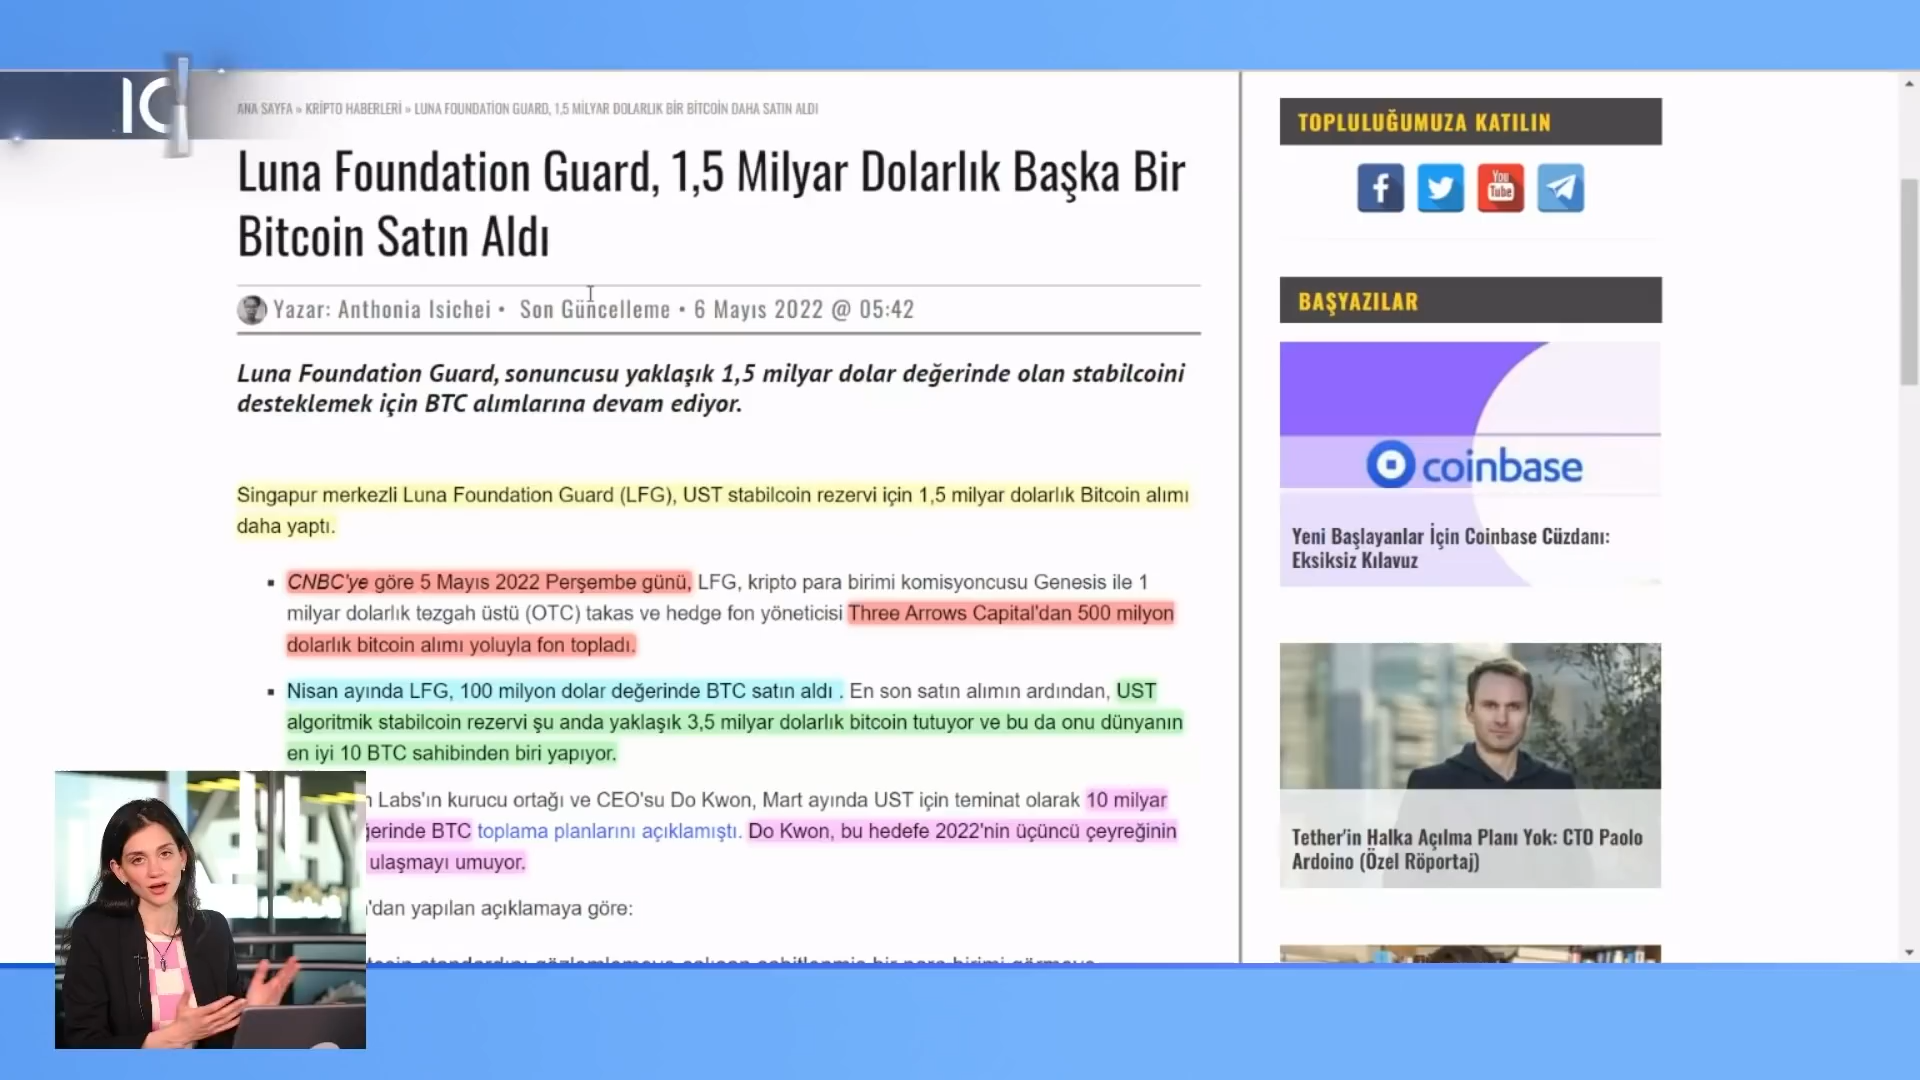 IQ
ANA SAYFA » KRİPTO HABERLERİ » LUNA FOUNDATİON GUARD, 1,5 MİLYAR DOLARLIK BİR BİTCOİN DAHA SATIN ALDI
Luna Foundation Guard, 1,5 Milyar Dolarlık Başka Bir
Bitcoin Satın Aldı
Yazar: Anthonia Isichei • Son Güncelleme • 6 Mayıs 2022 @ 05:42
Luna Foundation Guard, sonuncusu yaklaşık 1,5 milyar dolar değerinde olan stabilcoini
desteklemek için BTC alımlarına devam ediyor.
Singapur merkezli Luna Foundation Guard (LFG), UST stabilcoin rezervi için 1,5 milyar dolarlık Bitcoin alımı
daha yaptı.
▪ CNBC'ye göre 5 Mayıs 2022 Perşembe günü, LFG, kripto para birimi komisyoncusu Genesis ile 1
milyar dolarlık tezgah üstü (OTC) takas ve hedge fon yöneticisi Three Arrows Capital'dan 500 milyon
dolarlık bitcoin alımı yoluyla fon topladı.
▪ Nisan ayında LFG, 100 milyon dolar değerinde BTC satın aldı . En son satın alımın ardından, UST
algoritmik stabilcoin rezervi şu anda yaklaşık 3,5 milyar dolarlık bitcoin tutuyor ve bu da onu dünyanın
en iyi 10 BTC sahibinden biri yapıyor.
Labs'ın kurucu ortağı ve CEO'su Do Kwon, Mart ayında UST için teminat olarak 10 milyar
BTC toplama planlarını açıklamıştı. Do Kwon, bu hedefe 2022'nin üçüncü çeyreğinin
ulaşmayı umuyor.
'dan yapılan açıklamaya göre:
TOPLULUĞUMUZA KATILIN
You
Tube
BAŞYAZILAR
coinbase
Yeni Başlayanlar İçin Coinbase Cüzdanı:
Eksiksiz Kılavuz
Tether'in Halka Açılma Planı Yok: CTO Paolo
Ardoino (Özel Röportaj)